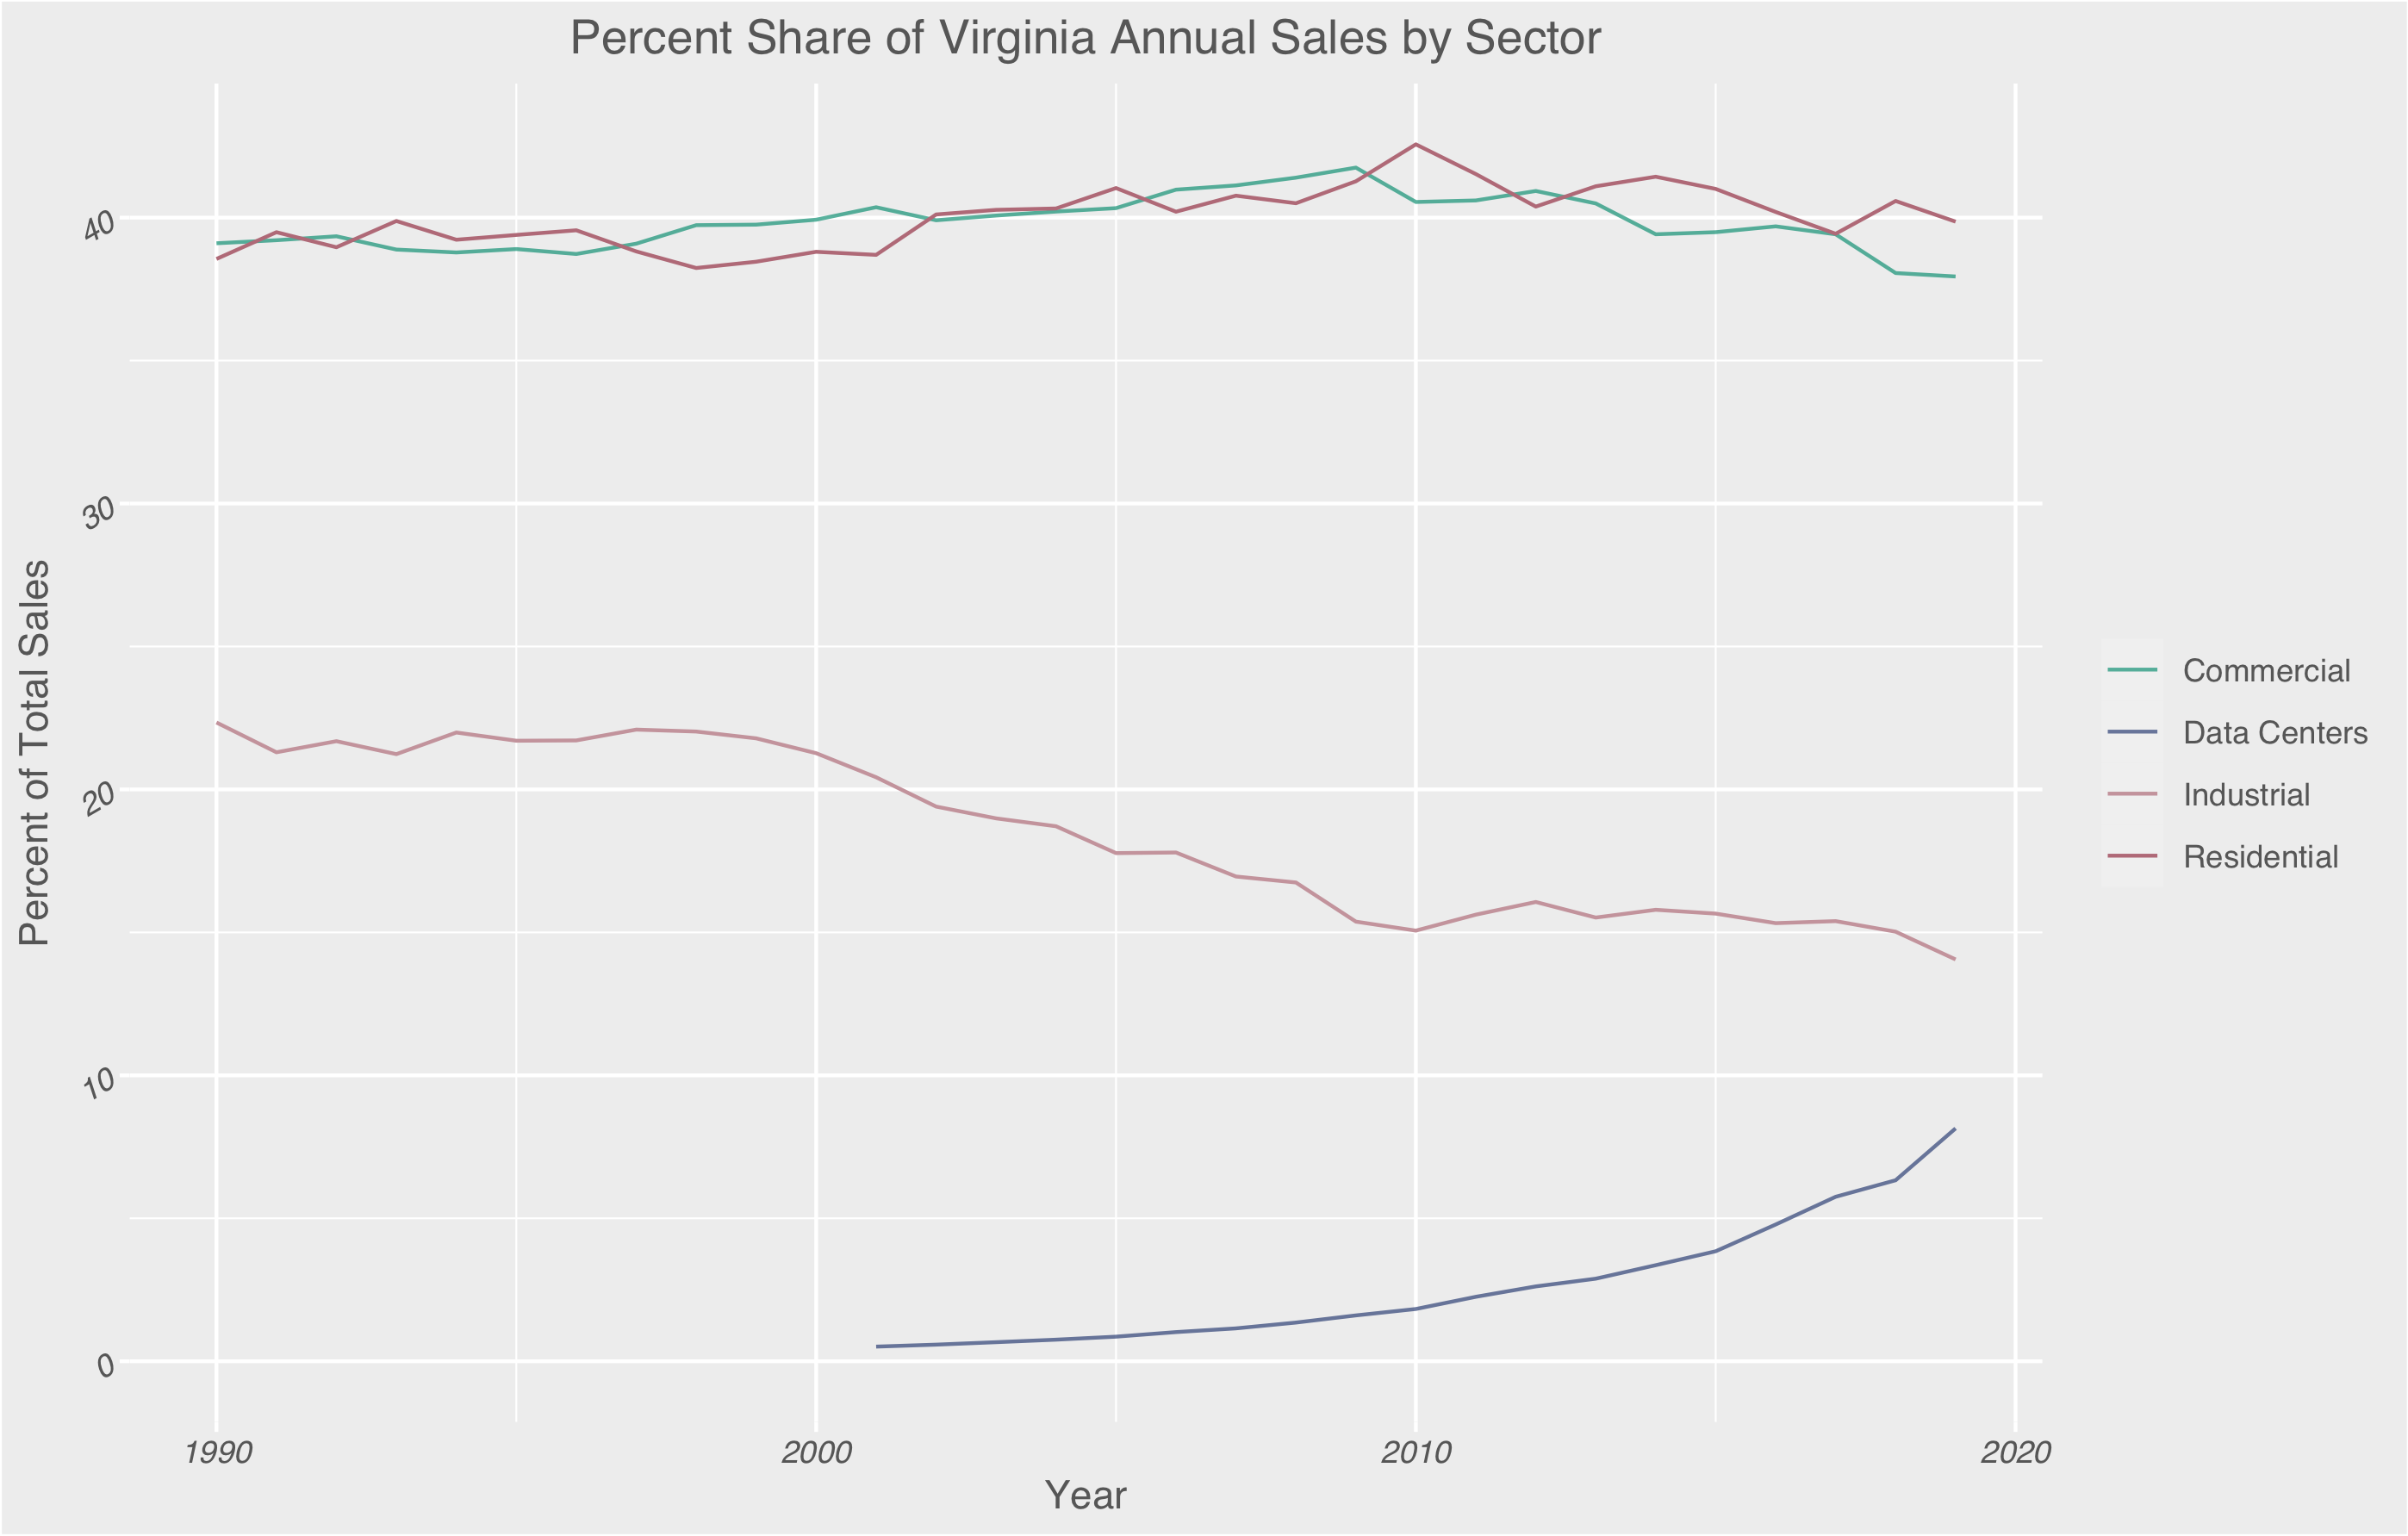 Percent Share of Virginia Annual Sales by Sector
Percent of Total Sales
40
30
20
10
0
1990
2000
2010
2020
Year
Commercial
Data Centers
Industrial
Residential